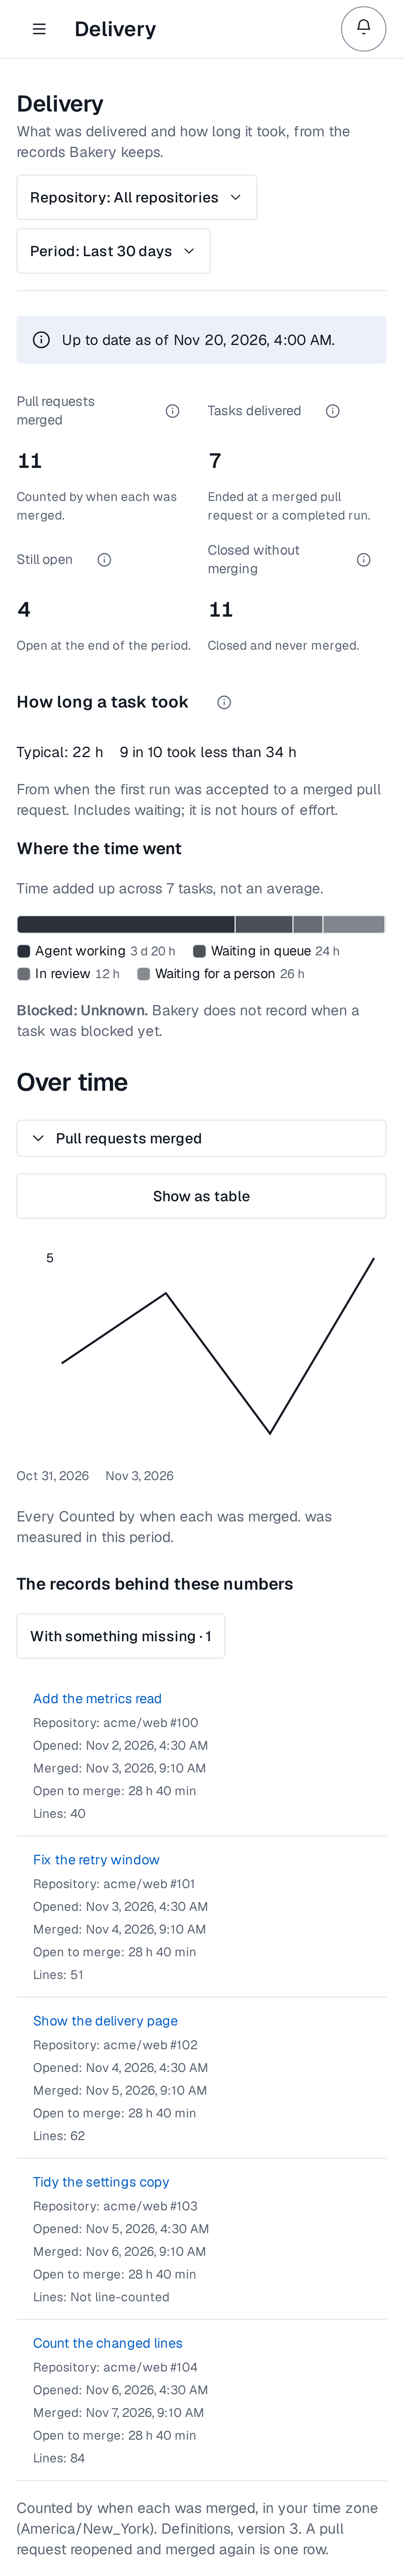 Delivery
Delivery
What was delivered and how long it took, from the
records Bakery keeps.
Repository: All repositories
Period: Last 30 days
Up to date as of Nov 20, 2026, 4:00 AM.
Pull requests
merged
11
Counted by when each was
merged.
Tasks delivered
7
Ended at a merged pull
request or a completed run.
Still open
4
Open at the end of the period.
Closed without
merging
11
Closed and never merged.
How long a task took
Typical: 22 h 9 in 10 took less than 34 h
From when the first run was accepted to a merged pull
request. Includes waiting; it is not hours of effort.
Where the time went
Time added up across 7 tasks, not an average.
Agent working 3 d 20 h Waiting in queue 24 h
In review 12 h Waiting for a person 26 h
Blocked: Unknown. Bakery does not record when a
task was blocked yet.
Over time
Pull requests merged
Show as table
5
Oct 31, 2026 Nov 3, 2026
Every Counted by when each was merged. was
measured in this period.
The records behind these numbers
With something missing · 1
Add the metrics read
Repository: acme/web #100
Opened: Nov 2, 2026, 4:30 AM
Merged: Nov 3, 2026, 9:10 AM
Open to merge: 28 h 40 min
Lines: 40
Fix the retry window
Repository: acme/web #101
Opened: Nov 3, 2026, 4:30 AM
Merged: Nov 4, 2026, 9:10 AM
Open to merge: 28 h 40 min
Lines: 51
Show the delivery page
Repository: acme/web #102
Opened: Nov 4, 2026, 4:30 AM
Merged: Nov 5, 2026, 9:10 AM
Open to merge: 28 h 40 min
Lines: 62
Tidy the settings copy
Repository: acme/web #103
Opened: Nov 5, 2026, 4:30 AM
Merged: Nov 6, 2026, 9:10 AM
Open to merge: 28 h 40 min
Lines: Not line-counted
Count the changed lines
Repository: acme/web #104
Opened: Nov 6, 2026, 4:30 AM
Merged: Nov 7, 2026, 9:10 AM
Open to merge: 28 h 40 min
Lines: 84
Counted by when each was merged, in your time zone
(America/New_York). Definitions, version 3. A pull
request reopened and merged again is one row.